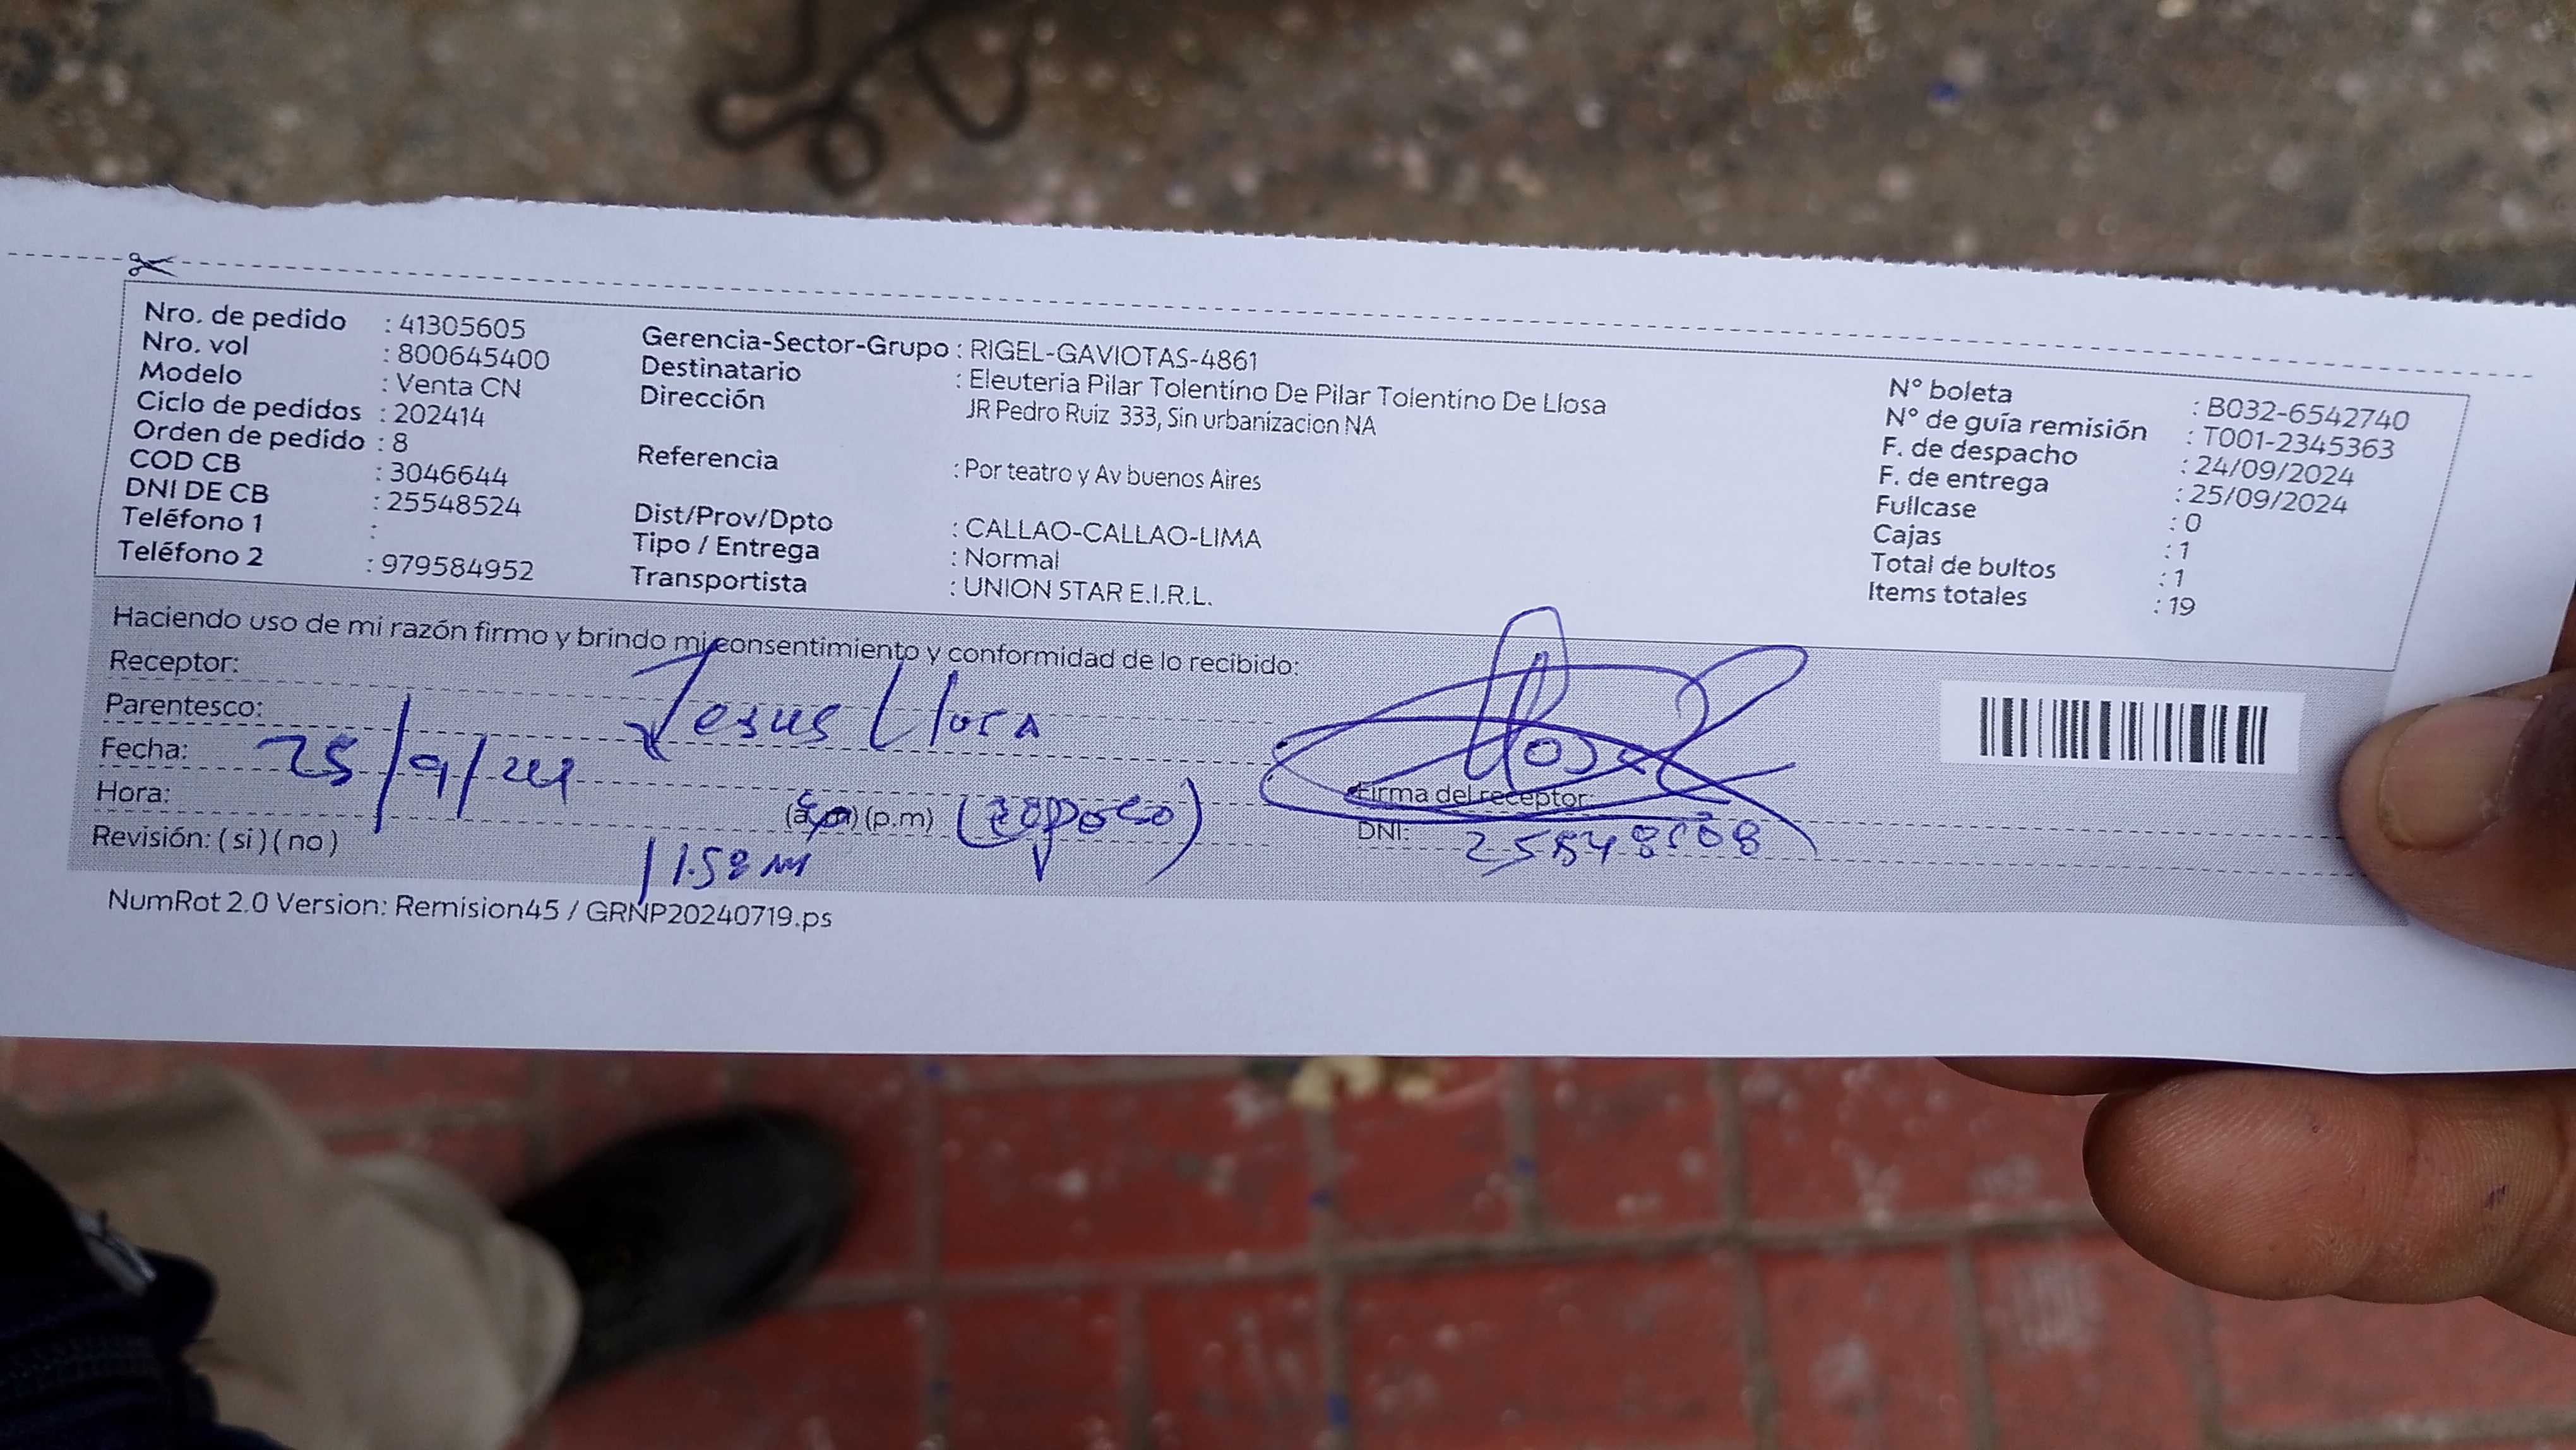 Nro. de pedido : 41305605
Nro. vol : 800645400
Modelo : Venta CN
Ciclo de pedidos : 202414
Orden de pedido : 8
COD CB : 3046644
DNI DE CB : 25548524
Teléfono 1 :
Teléfono 2 : 979584952
Gerencia-Sector-Grupo : RIGEL-GAVIOTAS-4861
Destinatario : Eleuteria Pilar Tolentino De Pilar Tolentino De Llosa
Dirección JR Pedro Ruiz 333, Sin urbanizacion NA
Referencia : Por teatro y Av buenos Aires
Dist/Prov/Dpto : CALLAO-CALLAO-LIMA
Tipo / Entrega : Normal
Transportista : UNION STAR E.I.R.L.
N° boleta : B032-6542740
N° de guía remisión : T001-2345363
F. de despacho : 24/09/2024
F. de entrega : 25/09/2024
Fullcase : 0
Cajas : 1
Total de bultos : 1
Items totales : 19
Haciendo uso de mi razón firmo y brindo mi consentimiento y conformidad de lo recibido:
Receptor:
Parentesco: Jesus Llosa
Fecha: 25/9/24
Hora: (p.m)
Revisión: ( si ) ( no )
Firma del receptor:
DNI:
NumRot 2.0 Version: Remision45 / GRNP20240719.ps